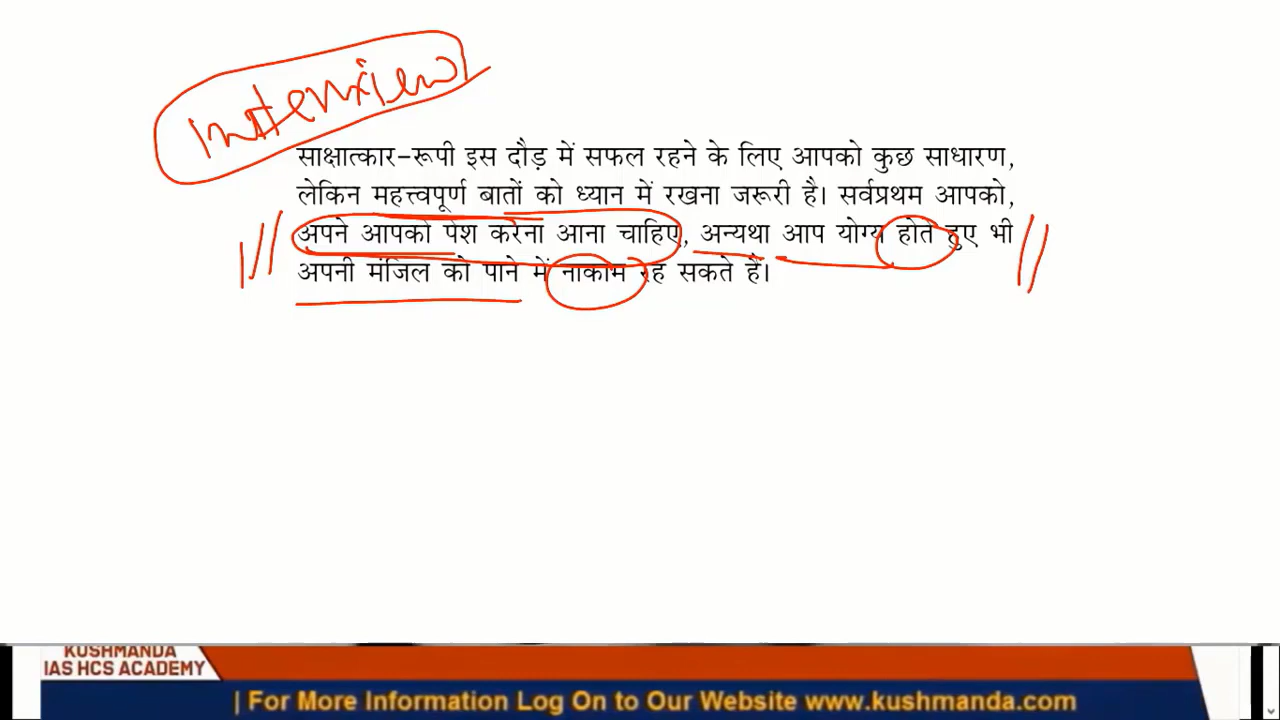 Interview
साक्षात्कार-रूपी इस दौड़ में सफल रहने के लिए आपको कुछ साधारण,
लेकिन महत्त्वपूर्ण बातों को ध्यान में रखना जरूरी है। सर्वप्रथम आपको,
अपने आपको पेश करना आना चाहिए, अन्यथा आप योग्य होते हुए भी
अपनी मंजिल को पाने में नाकाम रह सकते हैं।
KUSHMANDA
IAS HCS ACADEMY
| For More Information Log On to Our Website www.kushmanda.com